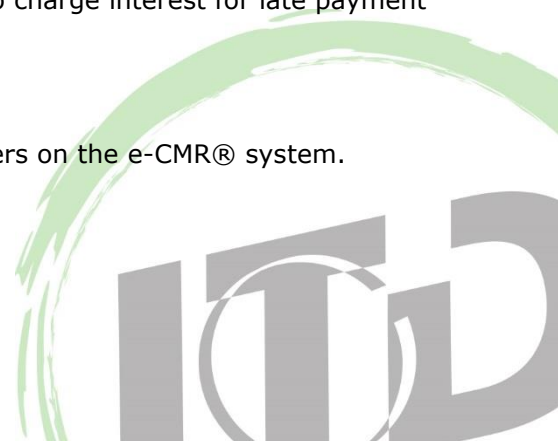 charge interest for late payment
ers on the e-CMR® system.
ITD